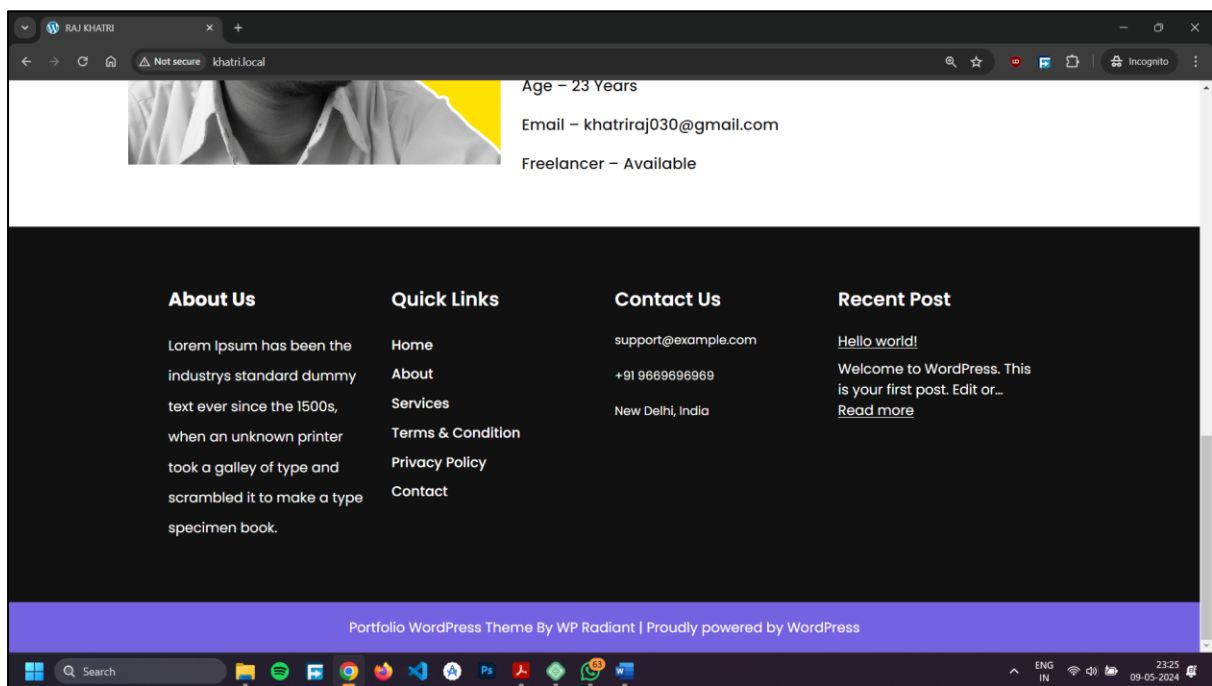 RAJ KHATRI
Not secure khatri.local
Incognito
Age – 23 Years
Email – khatriraj030@gmail.com
Freelancer – Available
About Us
Lorem Ipsum has been the
industrys standard dummy
text ever since the 1500s,
when an unknown printer
took a galley of type and
scrambled it to make a type
specimen book.
Quick Links
Home
About
Services
Terms & Condition
Privacy Policy
Contact
Contact Us
support@example.com
+91 9669696969
New Delhi, India
Recent Post
Hello world!
Welcome to WordPress. This
is your first post. Edit or…
Read more
Portfolio WordPress Theme By WP Radiant | Proudly powered by WordPress
Search
Ps
63
ENG
IN
23:25
09-05-2024